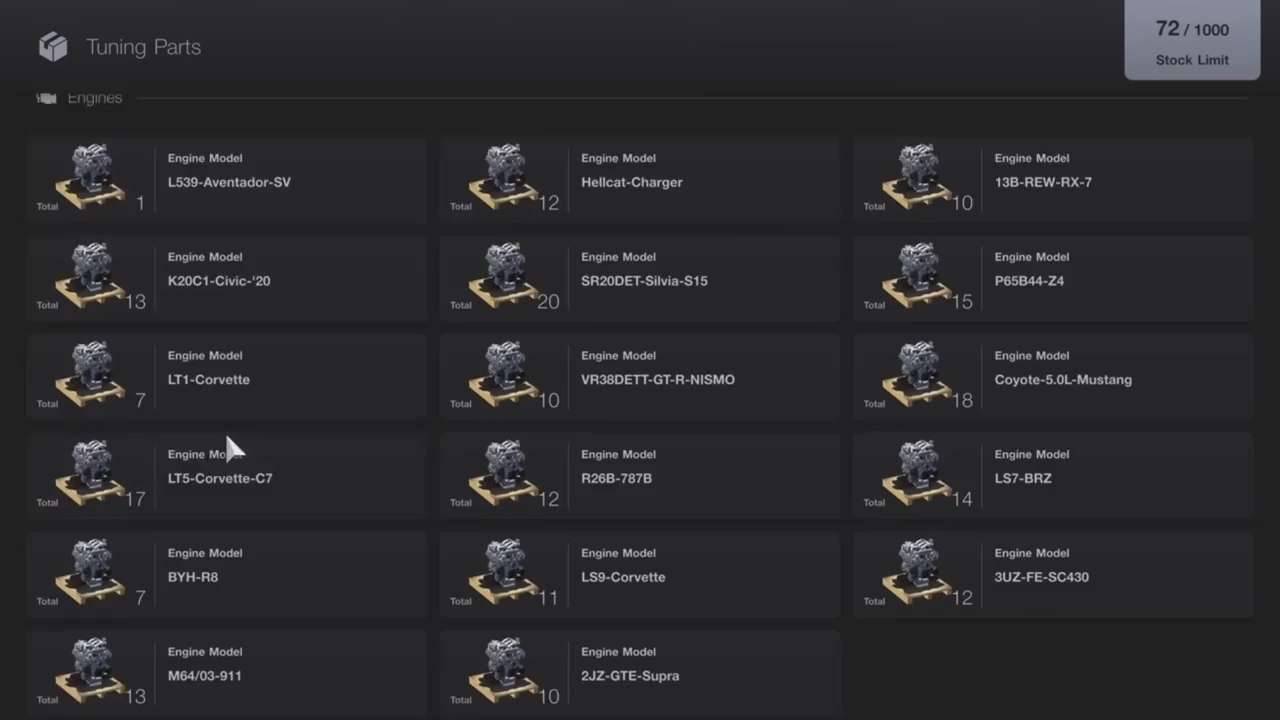 Tuning Parts
72 / 1000
Stock Limit
Engines
Engine Model
L539-Aventador-SV
Total 1
Engine Model
Hellcat-Charger
Total 12
Engine Model
13B-REW-RX-7
Total 10
Engine Model
K20C1-Civic-'20
Total 13
Engine Model
SR20DET-Silvia-S15
Total 20
Engine Model
P65B44-Z4
Total 15
Engine Model
LT1-Corvette
Total 7
Engine Model
VR38DETT-GT-R-NISMO
Total 10
Engine Model
Coyote-5.0L-Mustang
Total 18
Engine Model
LT5-Corvette-C7
Total 17
Engine Model
R26B-787B
Total 12
Engine Model
LS7-BRZ
Total 14
Engine Model
BYH-R8
Total 7
Engine Model
LS9-Corvette
Total 11
Engine Model
3UZ-FE-SC430
Total 12
Engine Model
M64/03-911
Total 13
Engine Model
2JZ-GTE-Supra
Total 10